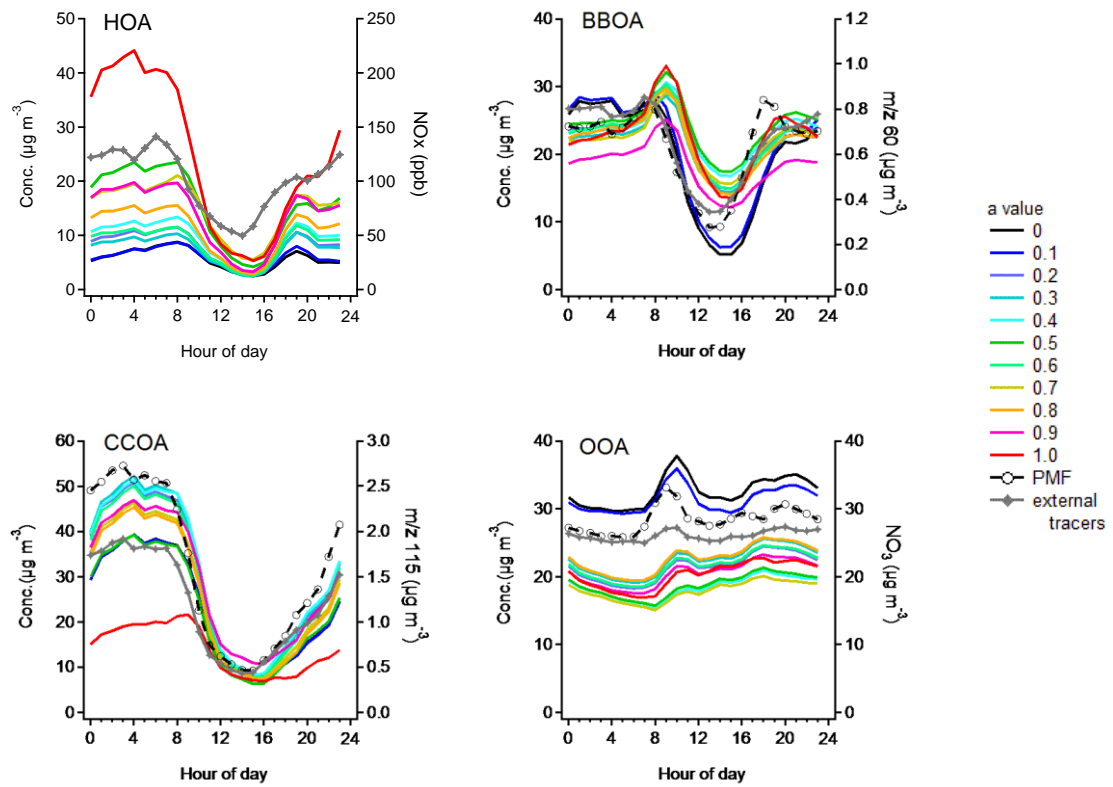 HOA
50
40
30
20
10
0
Conc. (µg m-3)
250
200
150
100
50
0
NOx (ppb)
0 4 8 12 16 20 24
Hour of day
BBOA
40
30
20
10
0
Conc. (µg m-3)
1.2
1.0
0.8
0.6
0.4
0.2
0.0
m/z 60 (µg m-3)
0 4 8 12 16 20 24
Hour of day
CCOA
60
50
40
30
20
10
0
Conc.(µg m-3)
3.0
2.5
2.0
1.5
1.0
0.5
0.0
m/z 115 (µg m-3)
0 4 8 12 16 20 24
Hour of day
OOA
40
30
20
10
0
Conc.(µg m-3)
40
30
20
10
0
NO3 (µg m-3)
0 4 8 12 16 20 24
Hour of day
a value
0
0.1
0.2
0.3
0.4
0.5
0.6
0.7
0.8
0.9
1.0
PMF
external
tracers